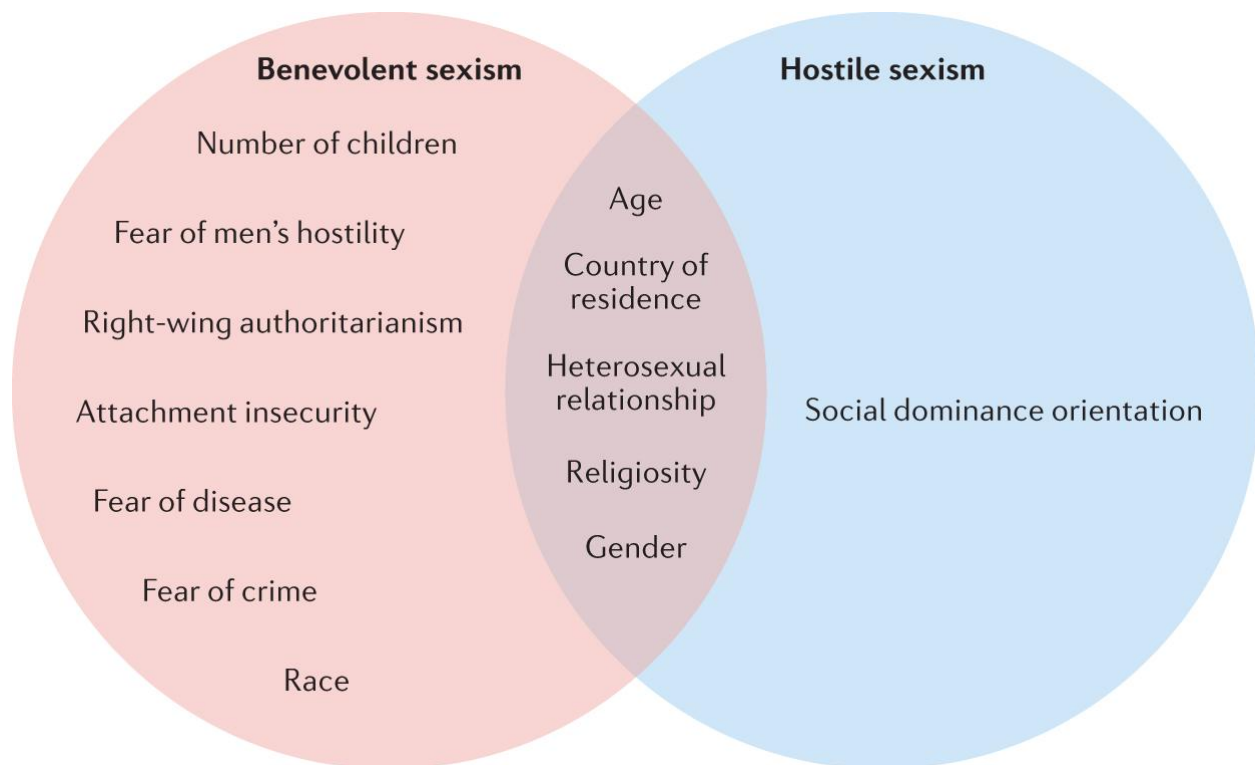 Benevolent sexism
Number of children
Fear of men's hostility
Right-wing authoritarianism
Attachment insecurity
Fear of disease
Fear of crime
Race
Age
Country of
residence
Heterosexual
relationship
Religiosity
Gender
Hostile sexism
Social dominance orientation